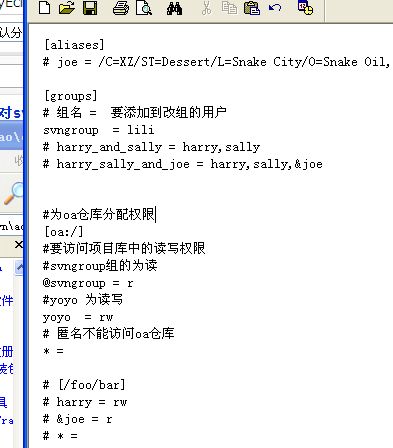 [aliases]
# joe = /C=XZ/ST=Dessert/L=Snake City/O=Snake Oil,
[groups]
# 组名 = 要添加到改组的用户
svngroup = lili
# harry_and_sally = harry,sally
# harry_sally_and_joe = harry,sally,&joe
#为oa仓库分配权限
[oa:/]
#要访问项目库中的读写权限
#svngroup组的为读
@svngroup = r
#yoyo 为读写
yoyo = rw
# 匿名不能访问oa仓库
* =
# [/foo/bar]
# harry = rw
# &joe = r
# * =